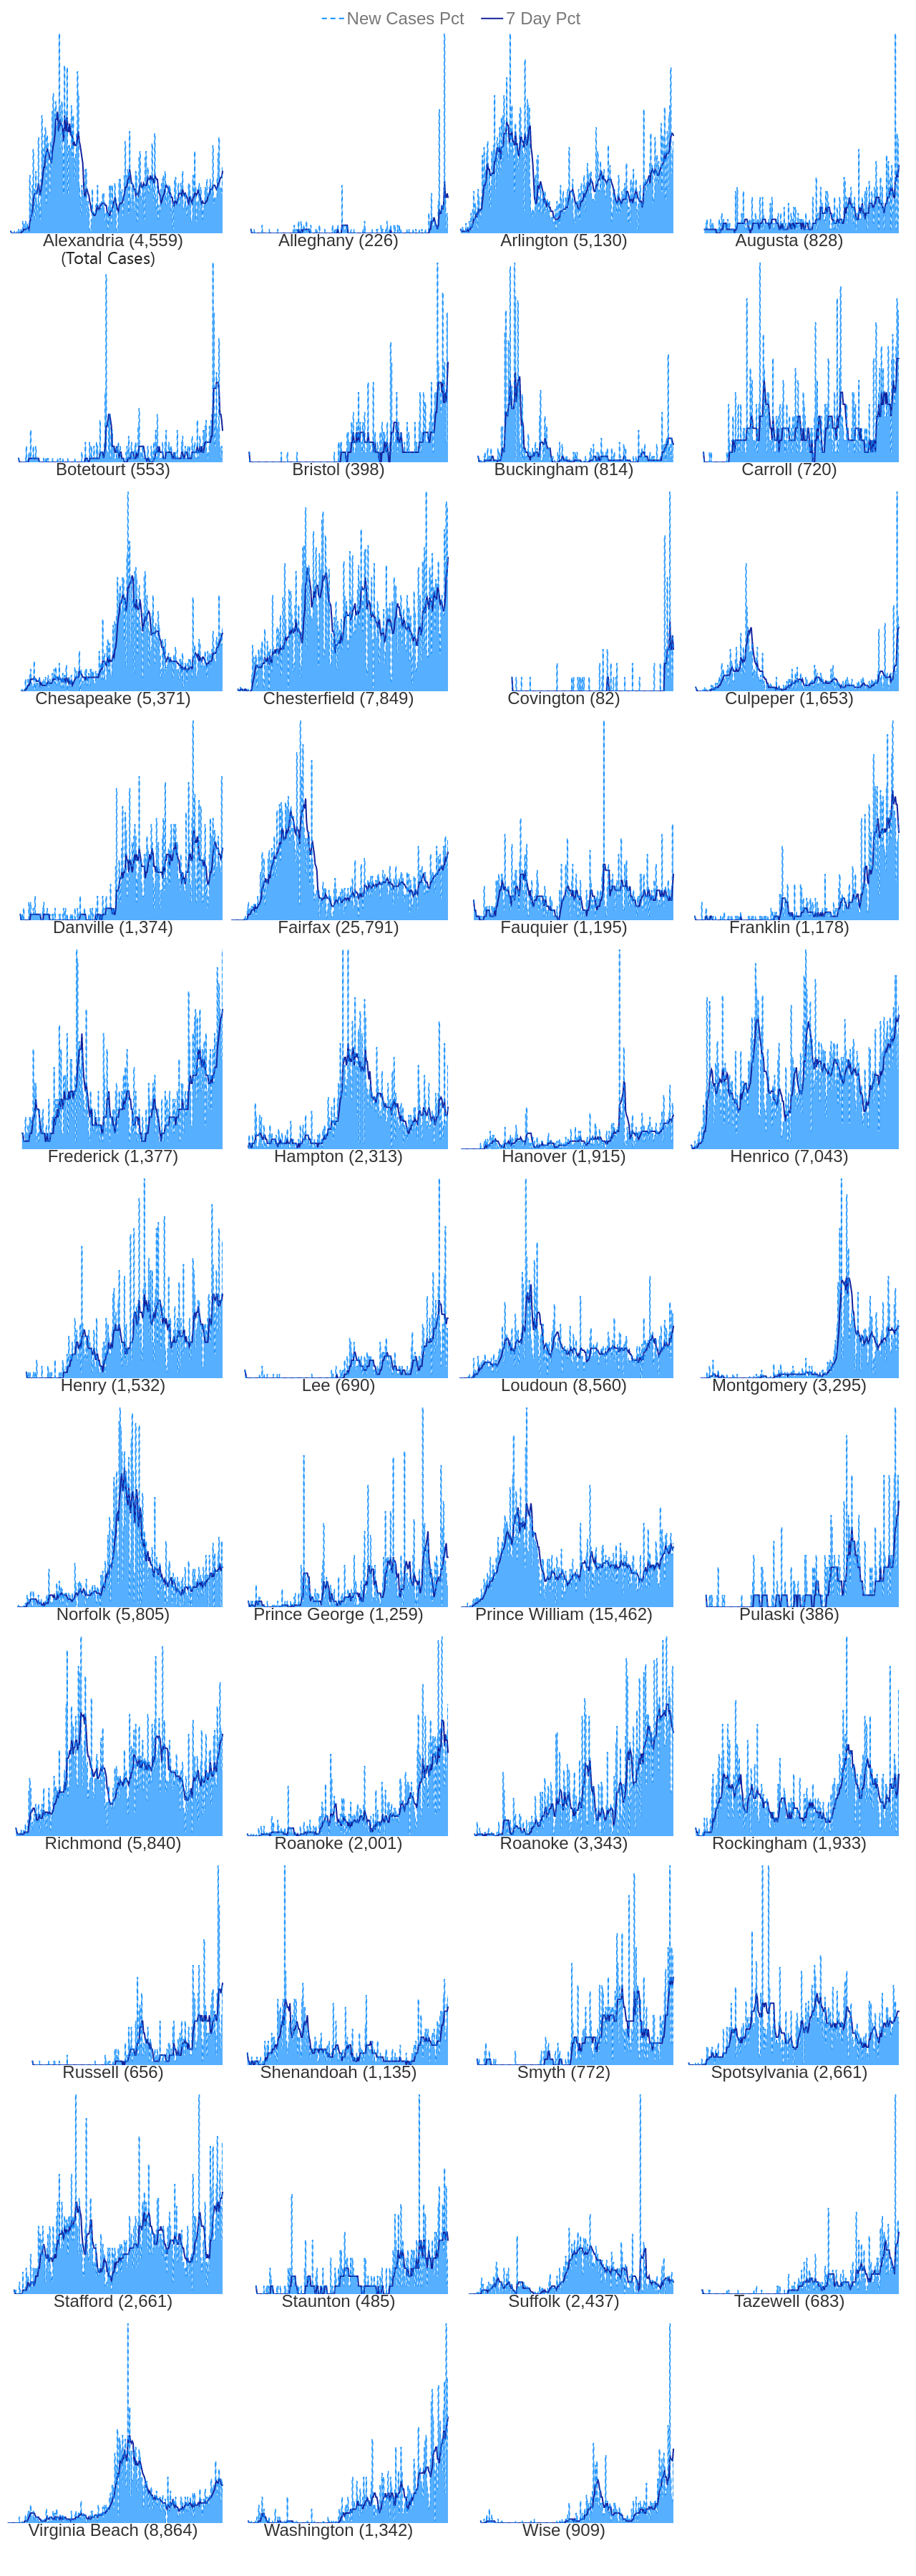 New Cases Pct 7 Day Pct
Alexandria (4,559) Alleghany (226) Arlington (5,130) Augusta (828)
(Total Cases)
Botetourt (553) Bristol (398) Buckingham (814) Carroll (720)
Chesapeake (5,371) Chesterfield (7,849) Covington (82) Culpeper (1,653)
Danville (1,374) Fairfax (25,791) Fauquier (1,195) Franklin (1,178)
Frederick (1,377) Hampton (2,313) Hanover (1,915) Henrico (7,043)
Henry (1,532) Lee (690) Loudoun (8,560) Montgomery (3,295)
Norfolk (5,805) Prince George (1,259) Prince William (15,462) Pulaski (386)
Richmond (5,840) Roanoke (2,001) Roanoke (3,343) Rockingham (1,933)
Russell (656) Shenandoah (1,135) Smyth (772) Spotsylvania (2,661)
Stafford (2,661) Staunton (485) Suffolk (2,437) Tazewell (683)
Virginia Beach (8,864) Washington (1,342) Wise (909)